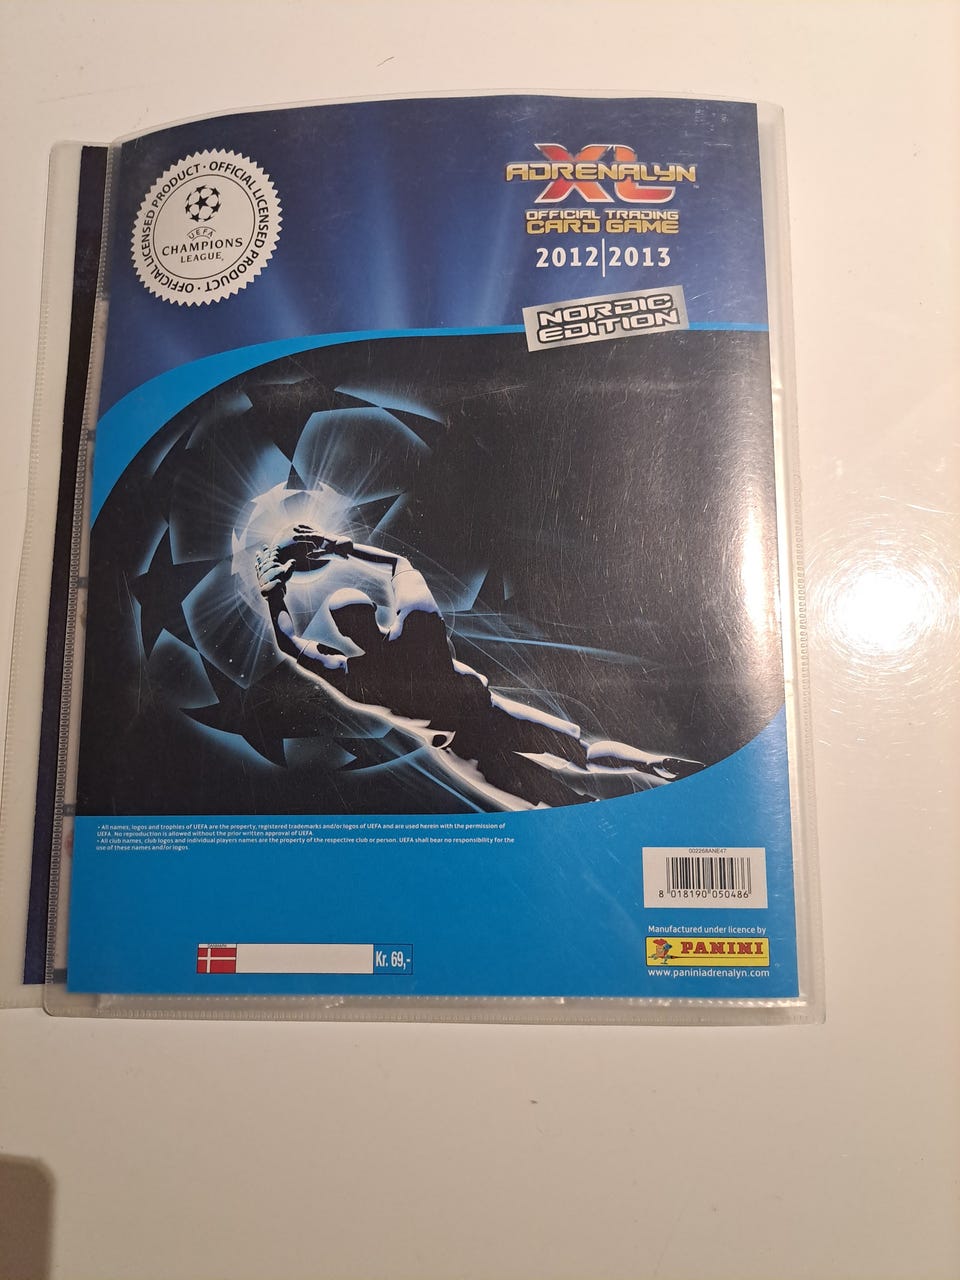 OFFICIAL LICENSED PRODUCT · OFFICIAL LICENSED PRODUCT ·
UEFA
CHAMPIONS
LEAGUE
ADRENALYN
XL™
OFFICIAL TRADING
CARD GAME
2012|2013
NORDIC
EDITION
• All names, logos and trophies of UEFA are the property, registered trademarks and/or logos of UEFA and are used herein with the permission of
UEFA. No reproduction is allowed without the prior written approval of UEFA.
• All club names, club logos and individual players names are the property of the respective club or person. UEFA shall bear no responsibility for the
use of these names and/or logos.
002268ANE47
8 018190 050486
Manufactured under licence by
PANINI
www.paniniadrenalyn.com
DANMARK
Kr. 69,-